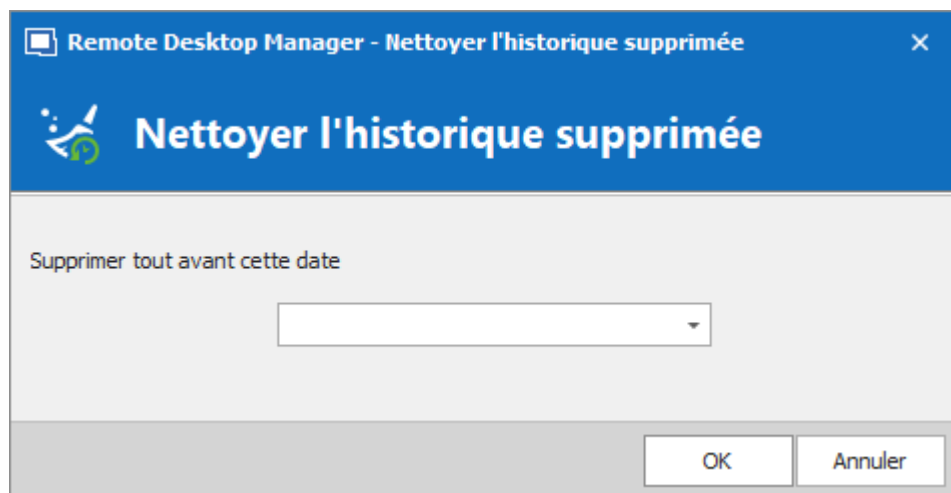 Remote Desktop Manager - Nettoyer l'historique supprimée
Nettoyer l'historique supprimée
Supprimer tout avant cette date
OK
Annuler